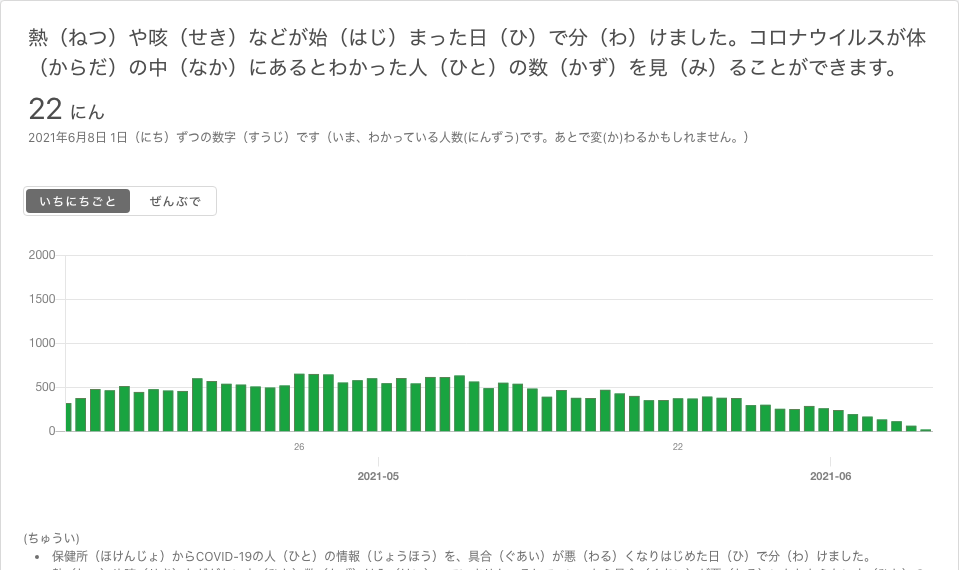 熱（ねつ）や咳（せき）などが始（はじ）まった日（ひ）で分（わ）けました。コロナウイルスが体
（からだ）の中（なか）にあるとわかった人（ひと）の数（かず）を見（み）ることができます。
22 にん
2021年6月8日 1日（にち）ずつの数字（すうじ）です（いま、わかっている人数(にんずう)です。あとで変(か)わるかもしれません。）
いちにちごと ぜんぶで
2000
1500
1000
500
0
26 22
2021-05 2021-06
(ちゅうい)
• 保健所（ほけんじょ）からCOVID-19の人（ひと）の情報（じょうほう）を、具合（ぐあい）が悪（わる）くなりはじめた日（ひ）で分（わ）けました。